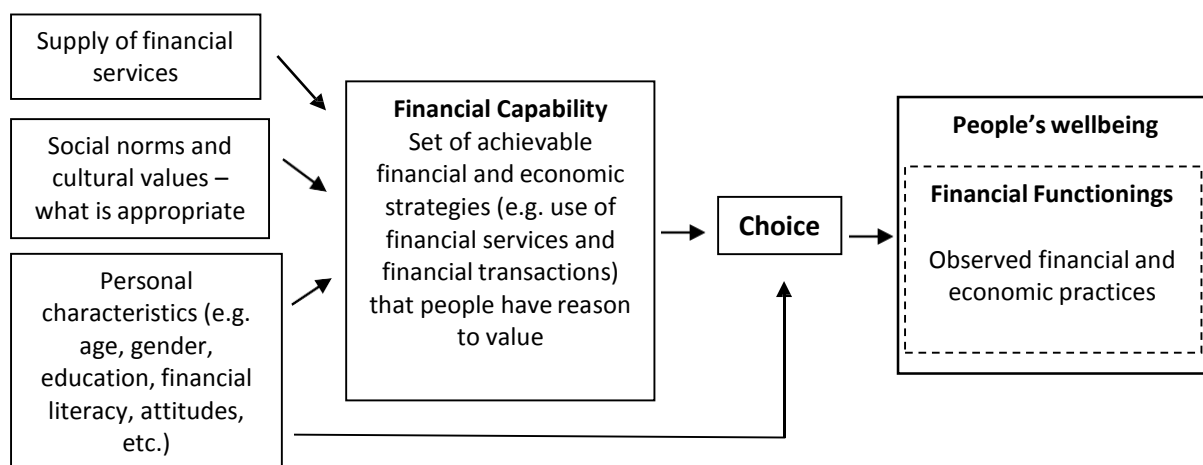 Supply of financial
services
Social norms and
cultural values –
what is appropriate
Personal
characteristics (e.g.
age, gender,
education, financial
literacy, attitudes,
etc.)
Financial Capability
Set of achievable
financial and economic
strategies (e.g. use of
financial services and
financial transactions)
that people have reason
to value
Choice
People’s wellbeing
Financial Functionings
Observed financial and
economic practices